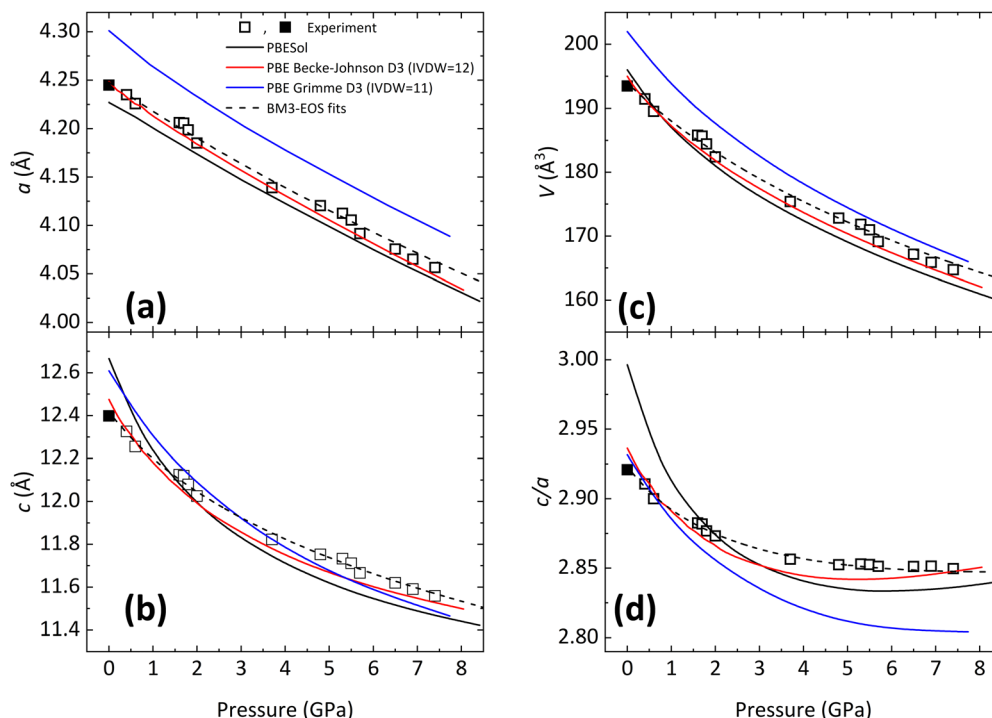 4.30
4.25
4.20
4.15
4.10
4.05
4.00
a (Å)
(a)
, Experiment
PBESol
PBE Becke-Johnson D3 (IVDW=12)
PBE Grimme D3 (IVDW=11)
BM3-EOS fits
200
190
180
170
160
V (Å³)
(c)
12.6
12.4
12.2
12.0
11.8
11.6
11.4
c (Å)
(b)
0 1 2 3 4 5 6 7 8
Pressure (GPa)
3.00
2.95
2.90
2.85
2.80
c/a
(d)
0 1 2 3 4 5 6 7 8
Pressure (GPa)